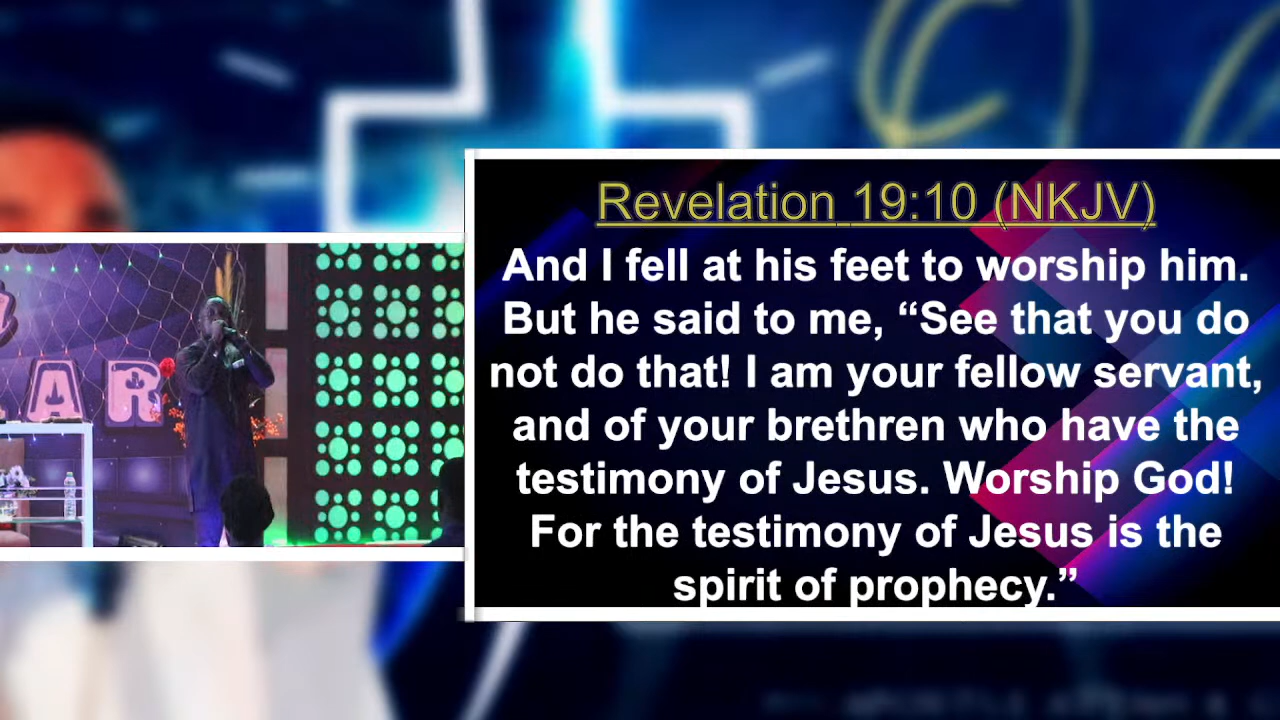 Revelation 19:10 (NKJV)
And I fell at his feet to worship him.
But he said to me, “See that you do
not do that! I am your fellow servant,
and of your brethren who have the
testimony of Jesus. Worship God!
For the testimony of Jesus is the
spirit of prophecy.”
AR